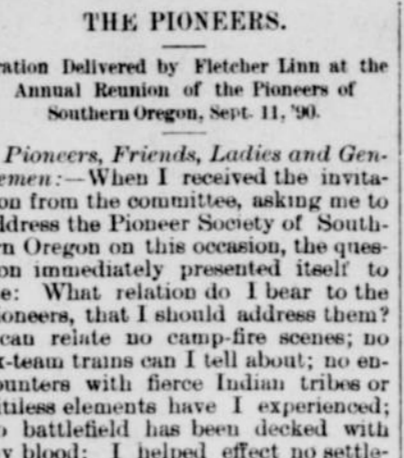 THE PIONEERS.
ration Delivered by Fletcher Linn at the
Annual Reunion of the Pioneers of
Southern Oregon, Sept. 11, '90.
Pioneers, Friends, Ladies and Gen-
emen:—When I received the invita-
on from the committee, asking me to
ddress the Pioneer Society of South-
rn Oregon on this occasion, the ques-
on immediately presented itself to
e: What relation do I bear to the
ioneers, that I should address them?
can relate no camp-fire scenes; no
x-team trains can I tell about; no en-
ounters with fierce Indian tribes or
itiless elements have I experienced;
o battlefield has been decked with
y blood; I helped effect no settle-